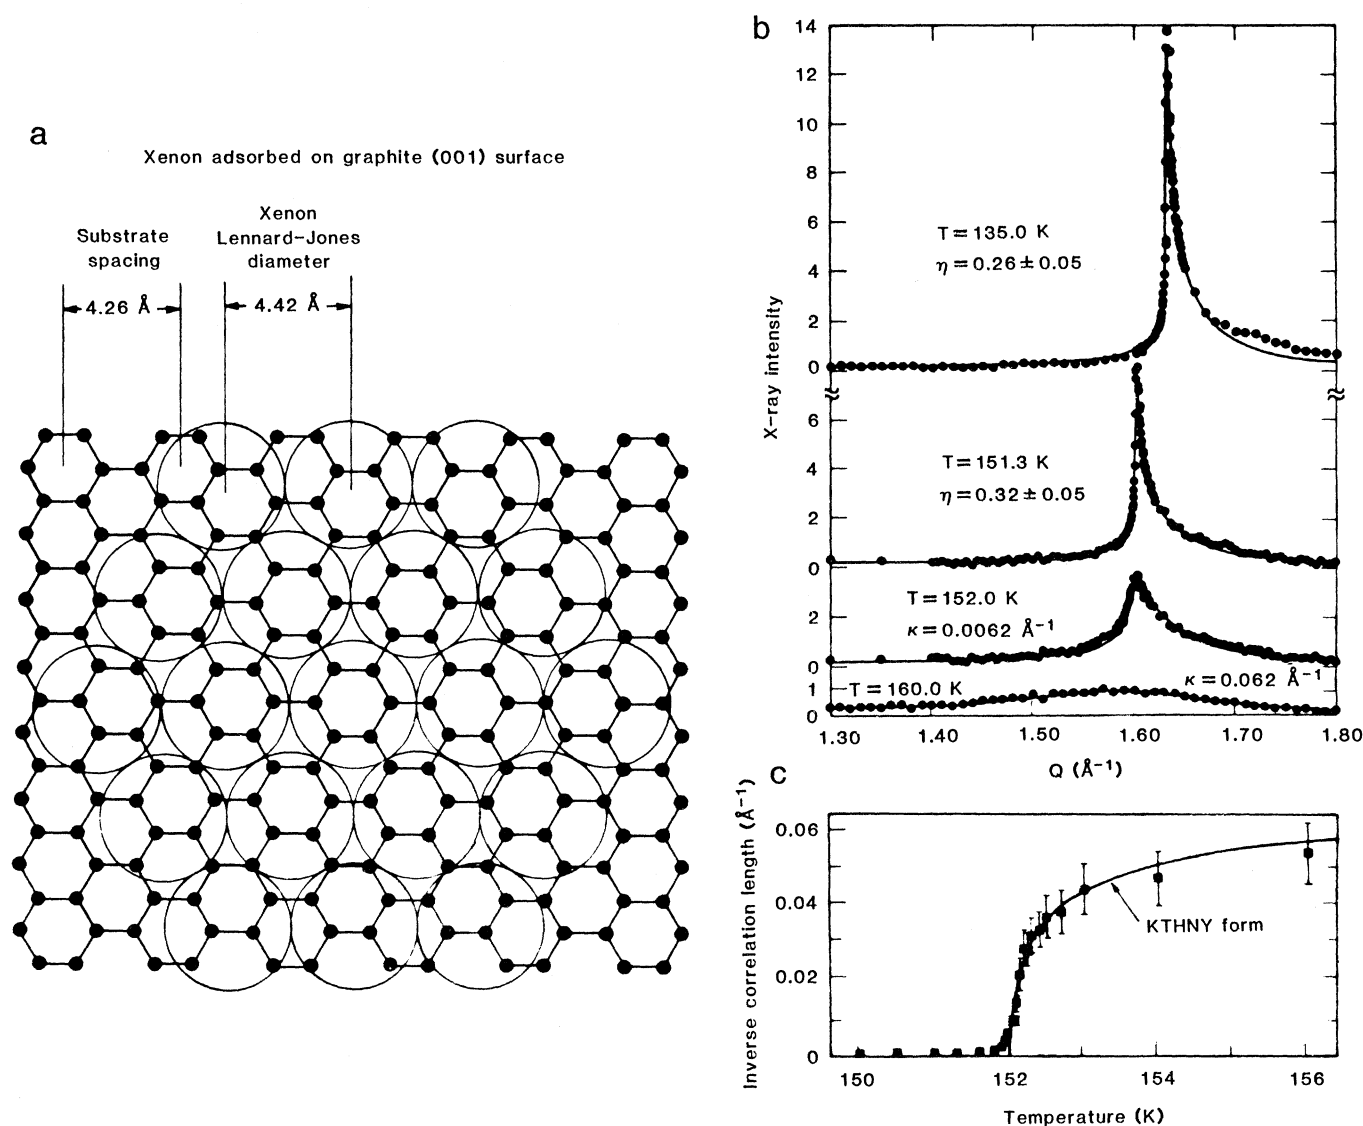 a
Xenon adsorbed on graphite (001) surface
Substrate
spacing
Xenon
Lennard-Jones
diameter
4.26 Å
4.42 Å
b
X-ray intensity
14
12
10
8
6
4
2
0
T = 135.0 K
η = 0.26 ± 0.05
6
4
2
0
T = 151.3 K
η = 0.32 ± 0.05
2
0
T = 152.0 K
κ = 0.0062 Å⁻¹
1
0
T = 160.0 K
κ = 0.062 Å⁻¹
1.30 1.40 1.50 1.60 1.70 1.80
Q (Å⁻¹)
c
Inverse correlation length (Å⁻¹)
0.06
0.04
0.02
0
KTHNY form
150 152 154 156
Temperature (K)